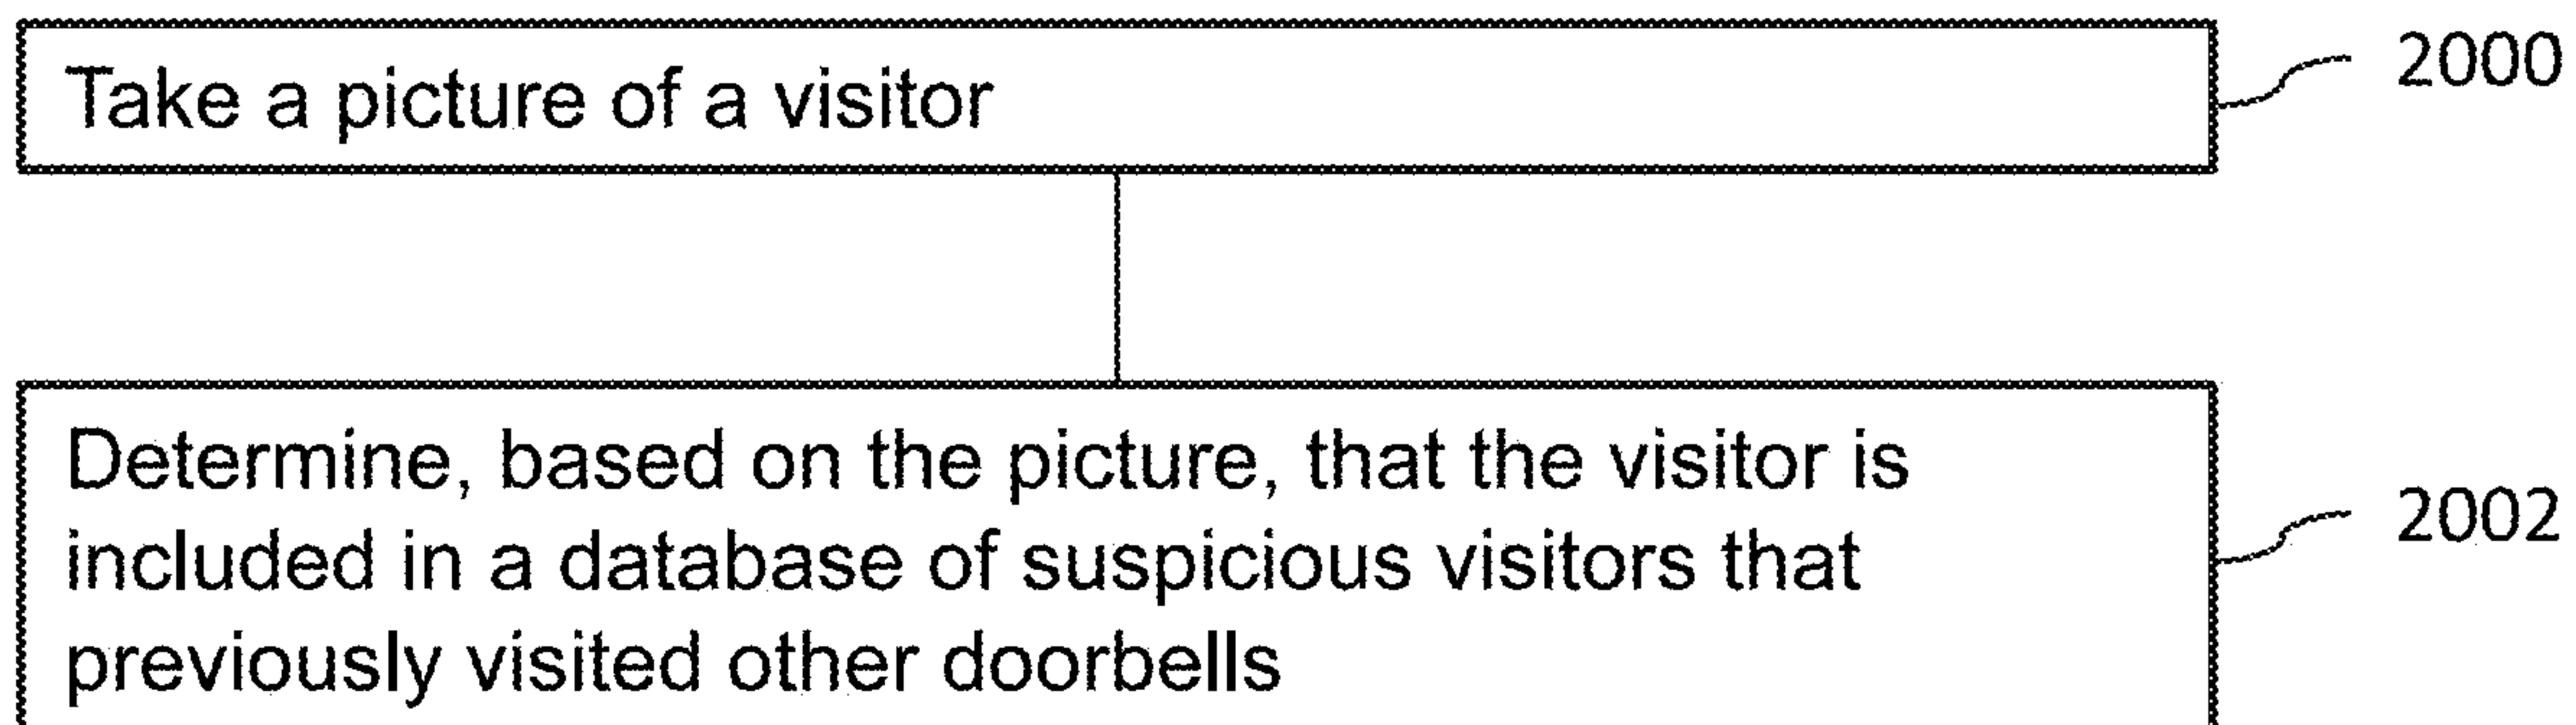 Take a picture of a visitor
2000
Determine, based on the picture, that the visitor is
included in a database of suspicious visitors that
previously visited other doorbells
2002